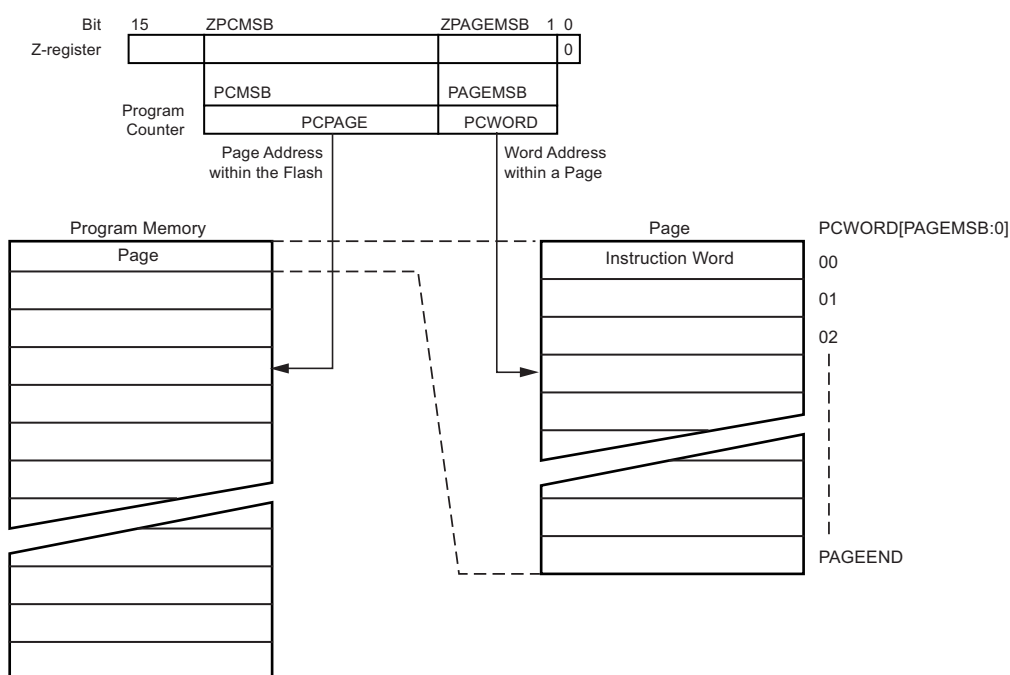 Bit 15 ZPCMSB ZPAGEMSB 1 0
Z-register 0
PCMSB PAGEMSB
Program
Counter
PCPAGE PCWORD
Page Address
within the Flash
Word Address
within a Page
Program Memory
Page
Page
Instruction Word
PCWORD[PAGEMSB:0]
00
01
02
PAGEEND